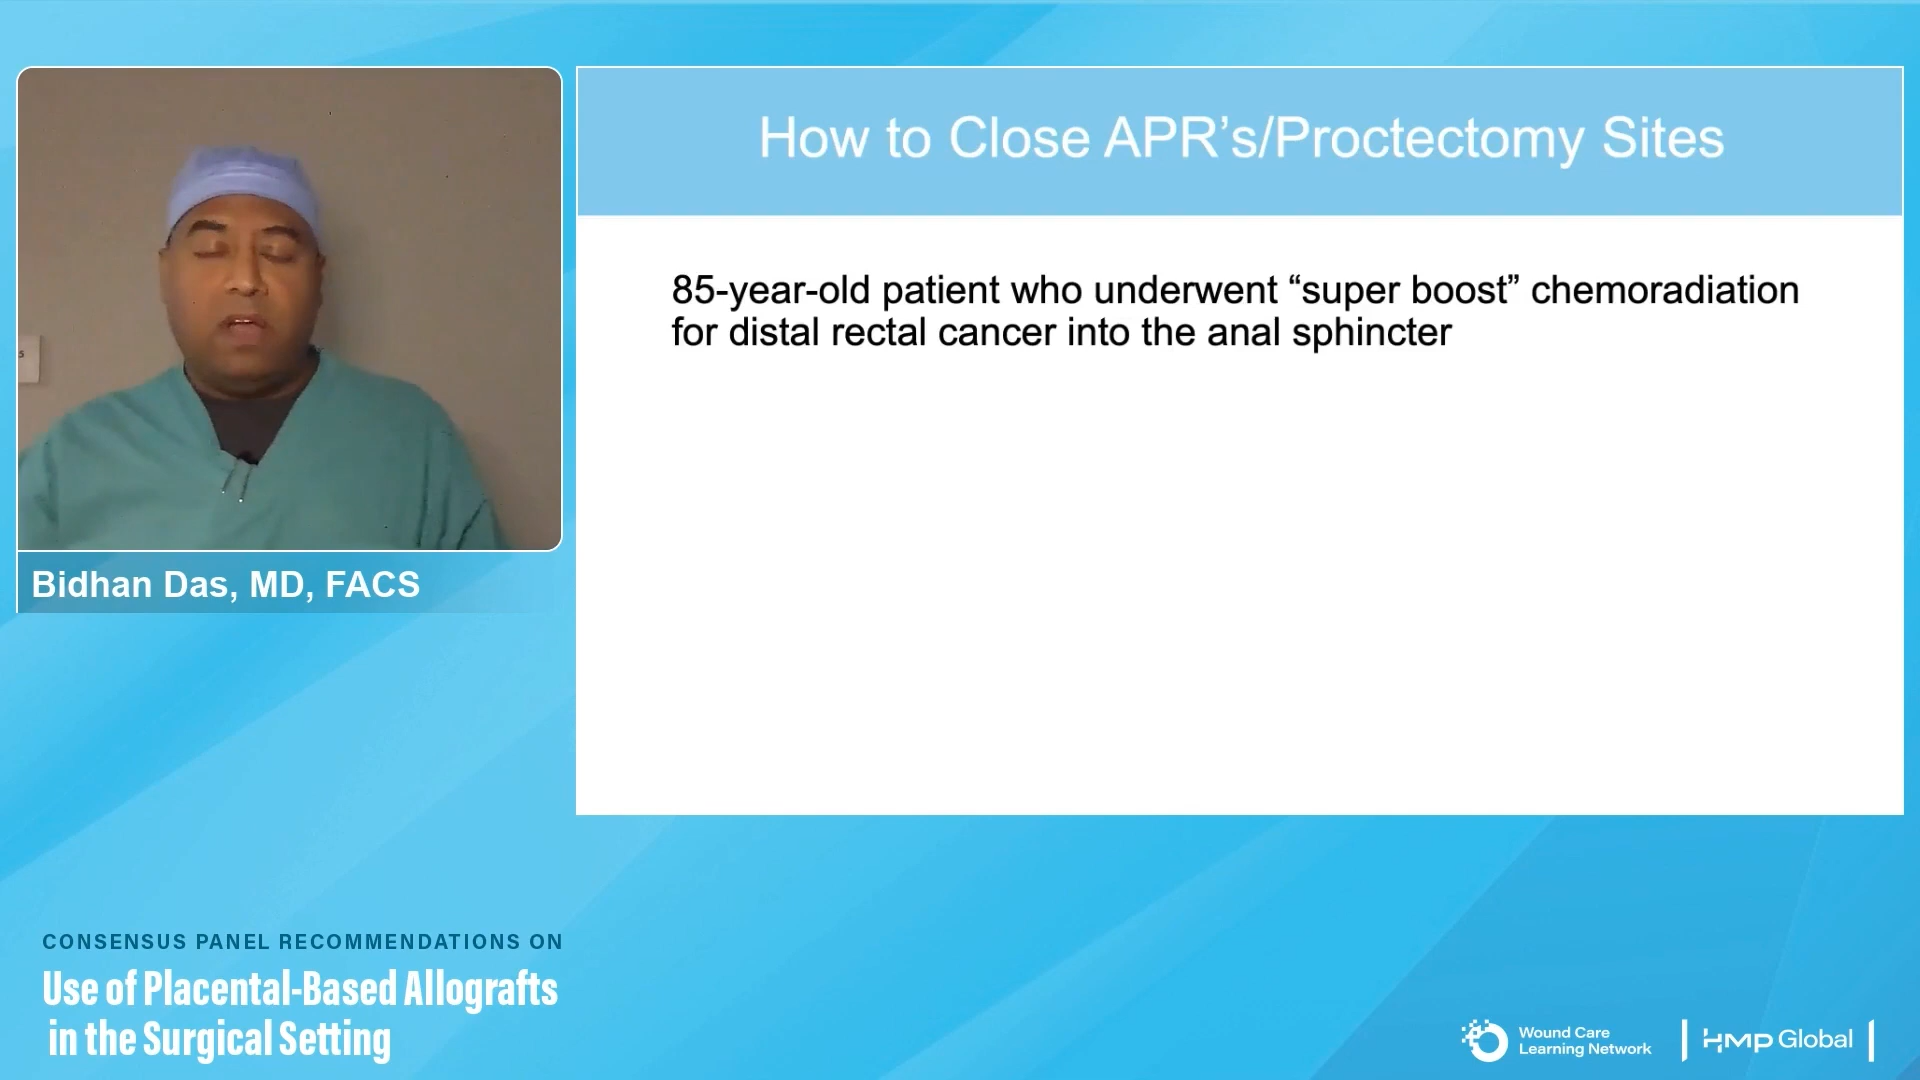 How to Close APR’s/Proctectomy Sites
85-year-old patient who underwent “super boost” chemoradiation
for distal rectal cancer into the anal sphincter
s
Bidhan Das, MD, FACS
CONSENSUS PANEL RECOMMENDATIONS ON
Use of Placental-Based Allografts
in the Surgical Setting
Wound Care
Learning Network
HMP Global